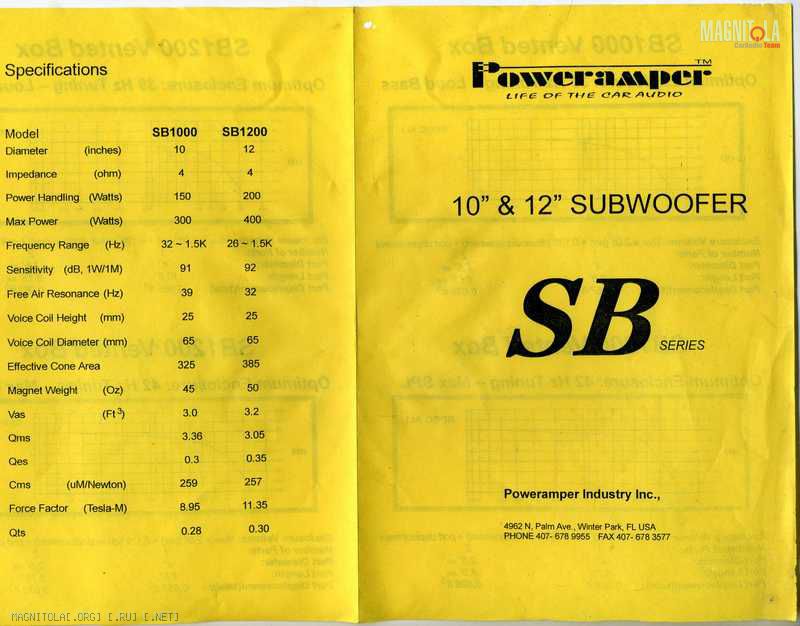 Specifications
Model SB1000 SB1200
Diameter (inches) 10 12
Impedance (ohm) 4 4
Power Handling (Watts) 150 200
Max Power (Watts) 300 400
Frequency Range (Hz) 32 ~ 1.5K 26 ~ 1.5K
Sensitivity (dB, 1W/1M) 91 92
Free Air Resonance (Hz) 39 32
Voice Coil Height (mm) 25 25
Voice Coil Diameter (mm) 65 65
Effective Cone Area 325 385
Magnet Weight (Oz) 45 50
Vas (Ft³) 3.0 3.2
Qms 3.36 3.05
Qes 0.3 0.35
Cms (uM/Newton) 259 257
Force Factor (Tesla-M) 8.95 11.35
Qts 0.28 0.30
MAGNITOLA[.ORG] [.RU] [.NET]
MAGNITOLA
CarAudio Team
Poweramper™
LIFE OF THE CAR AUDIO
10" & 12" SUBWOOFER
SB SERIES
Poweramper Industry Inc.,
4962 N, Palm Ave., Winter Park, FL USA
PHONE 407- 678 9955 FAX 407- 678 3577